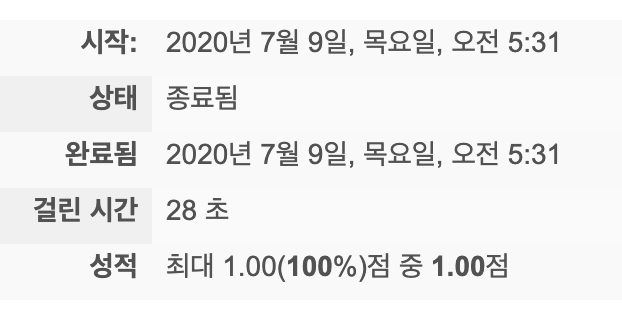 시작: 2020년 7월 9일, 목요일, 오전 5:31
상태 종료됨
완료됨 2020년 7월 9일, 목요일, 오전 5:31
걸린 시간 28 초
성적 최대 1.00(100%)점 중 1.00점